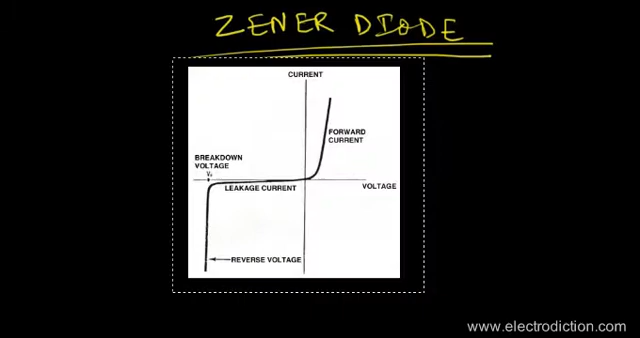 ZENER DIODE
CURRENT
FORWARD
CURRENT
BREAKDOWN
VOLTAGE
LEAKAGE CURRENT
VOLTAGE
REVERSE VOLTAGE
www.electrodiction.com